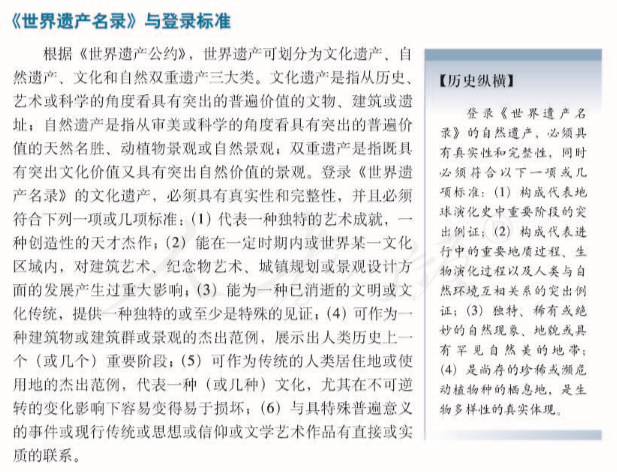 《世界遗产名录》与登录标准
根据《世界遗产公约》，世界遗产可划分为文化遗产、自
然遗产、文化和自然双重遗产三大类。文化遗产是指从历史、
艺术或科学的角度看具有突出的普遍价值的文物、建筑或遗
址；自然遗产是指从审美或科学的角度看具有突出的普遍价
值的天然名胜、动植物景观或自然景观；双重遗产是指既具
有突出文化价值又具有突出自然价值的景观。登录《世界遗
产名录》的文化遗产，必须具有真实性和完整性，并且必须
符合下列一项或几项标准：（1）代表一种独特的艺术成就，一
种创造性的天才杰作；（2）能在一定时期内或世界某一文化
区域内，对建筑艺术、纪念物艺术、城镇规划或景观设计方
面的发展产生过重大影响；（3）能为一种已消逝的文明或文
化传统，提供一种独特的或至少是特殊的见证；（4）可作为一
种建筑物或建筑群或景观的杰出范例，展示出人类历史上一
个（或几个）重要阶段；（5）可作为传统的人类居住地或使
用地的杰出范例，代表一种（或几种）文化，尤其在不可逆
转的变化影响下容易变得易于损坏；（6）与具特殊普遍意义
的事件或现行传统或思想或信仰或文学艺术作品有直接或实
质的联系。
【历史纵横】
登录《世界遗产名
录》的自然遗产，必须具
有真实性和完整性，同时
必须符合以下一项或几
项标准：（1）构成代表地
球演化史中重要阶段的突
出例证；（2）构成代表进
行中的重要地质过程、生
物演化过程以及人类与自
然环境互相关系的突出例
证；（3）独特、稀有或绝
妙的自然现象、地貌或具
有罕见自然美的地带；
（4）是尚存的珍稀或濒危
动植物种的栖息地，是生
物多样性的真实体现。